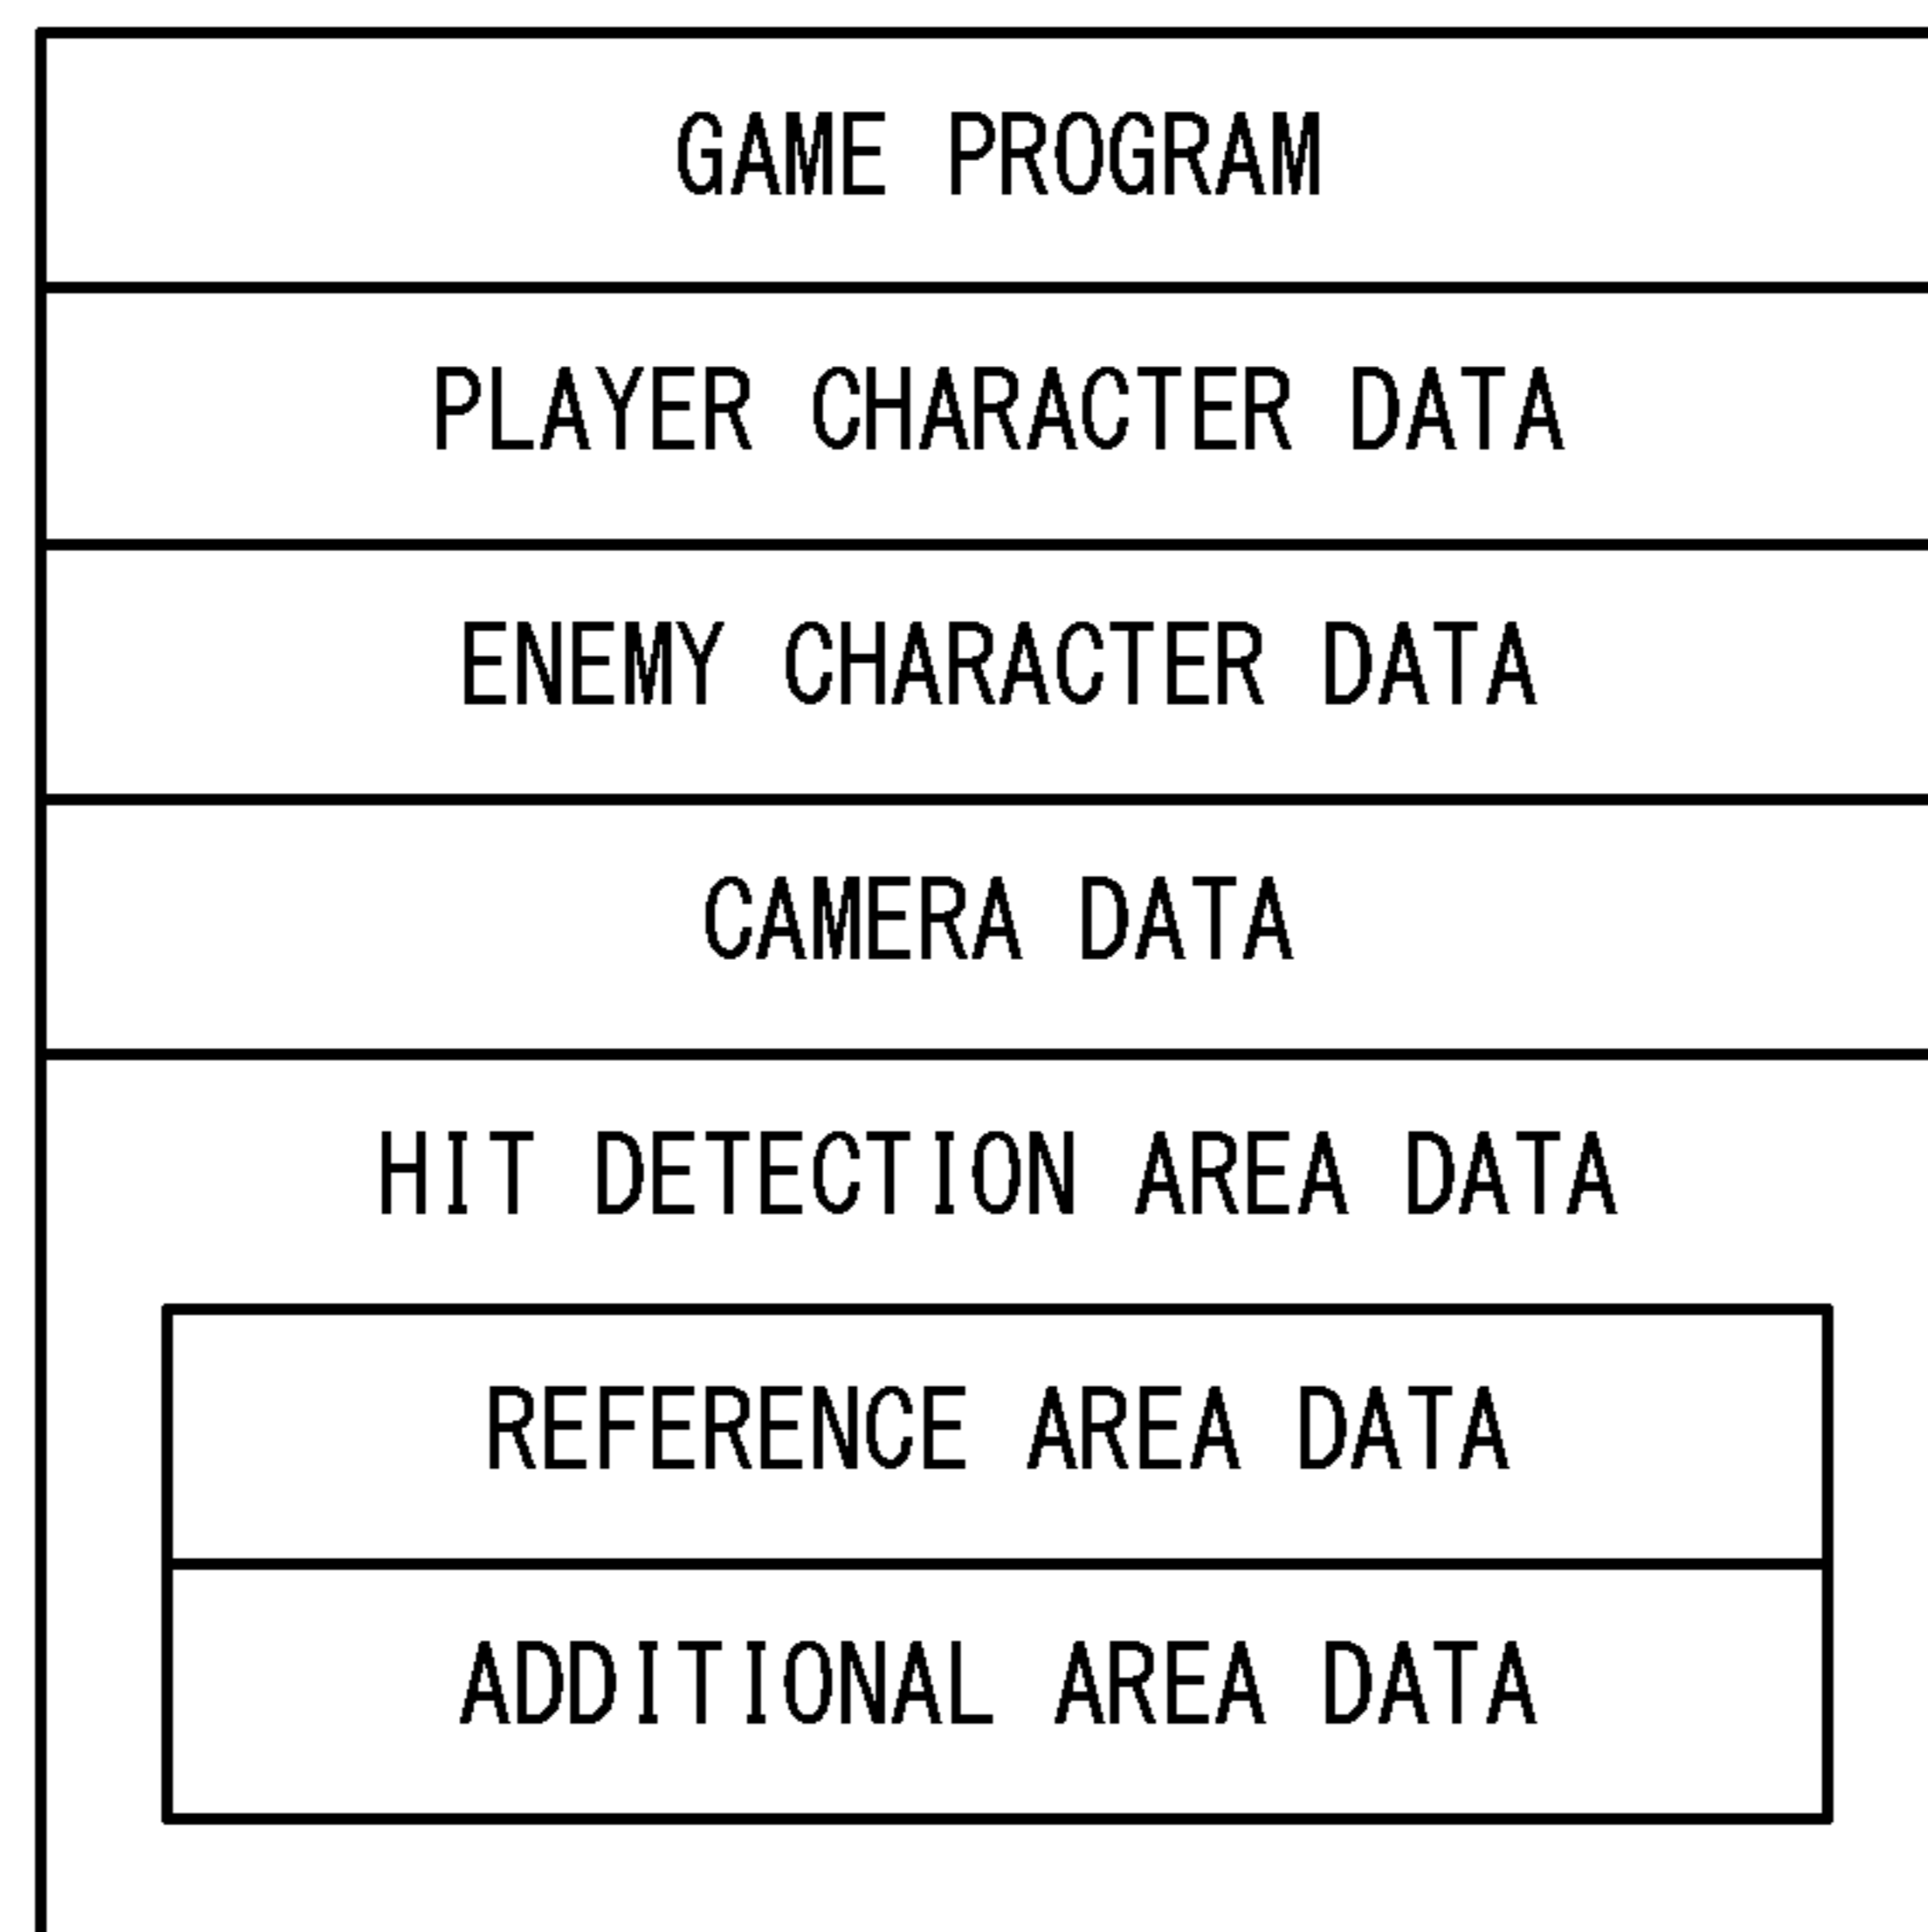 GAME PROGRAM
PLAYER CHARACTER DATA
ENEMY CHARACTER DATA
CAMERA DATA
HIT DETECTION AREA DATA
REFERENCE AREA DATA
ADDITIONAL AREA DATA